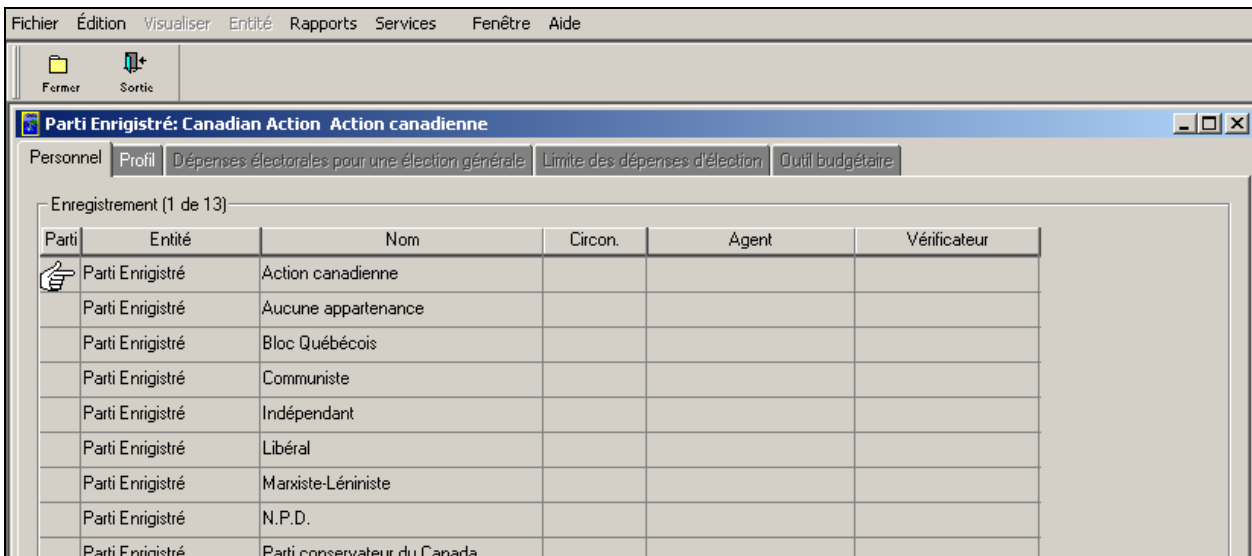 Fichier Édition Visualiser Entité Rapports Services Fenêtre Aide
Fermer Sortie
Parti Enrigistré: Canadian Action Action canadienne
Personnel Profil Dépenses électorales pour une élection générale Limite des dépenses d'élection Outil budgétaire
Enregistrement (1 de 13)
Parti Entité Nom Circon. Agent Vérificateur
Parti Enrigistré Action canadienne
Parti Enrigistré Aucune appartenance
Parti Enrigistré Bloc Québécois
Parti Enrigistré Communiste
Parti Enrigistré Indépendant
Parti Enrigistré Libéral
Parti Enrigistré Marxiste-Léniniste
Parti Enrigistré N.P.D.
Parti Enrigistré Parti conservateur du Canada